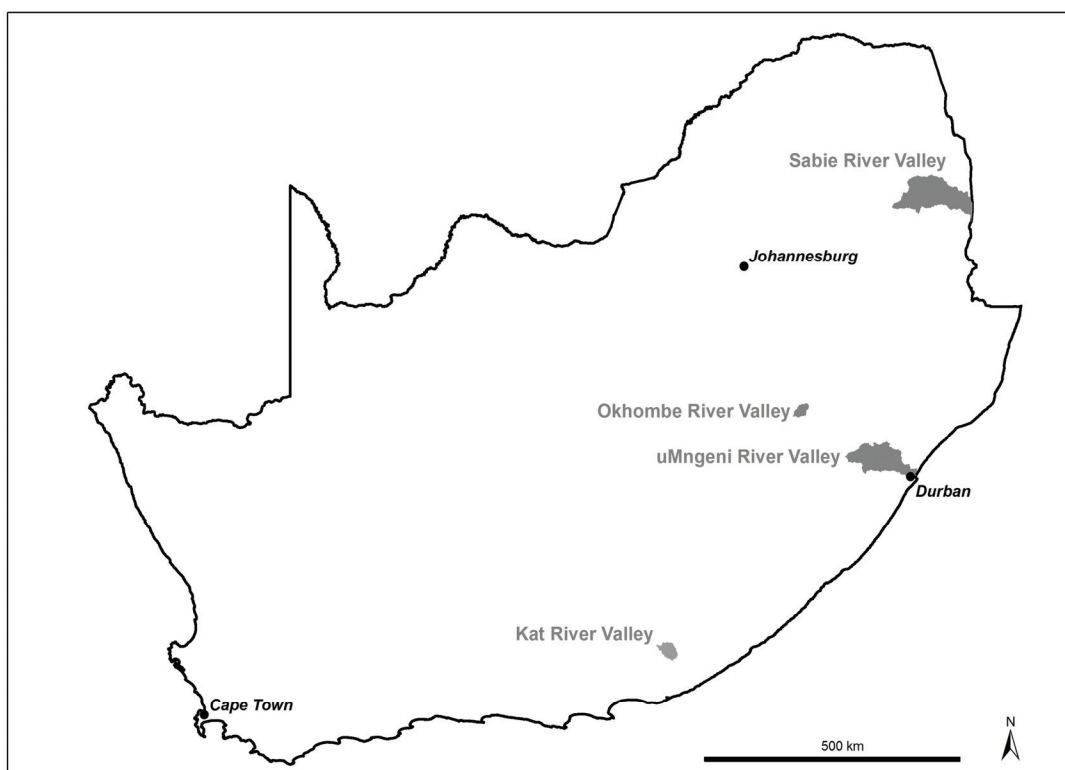 Sabie River Valley
Johannesburg
Okhombe River Valley
uMngeni River Valley
Durban
Kat River Valley
Cape Town
500 km
N